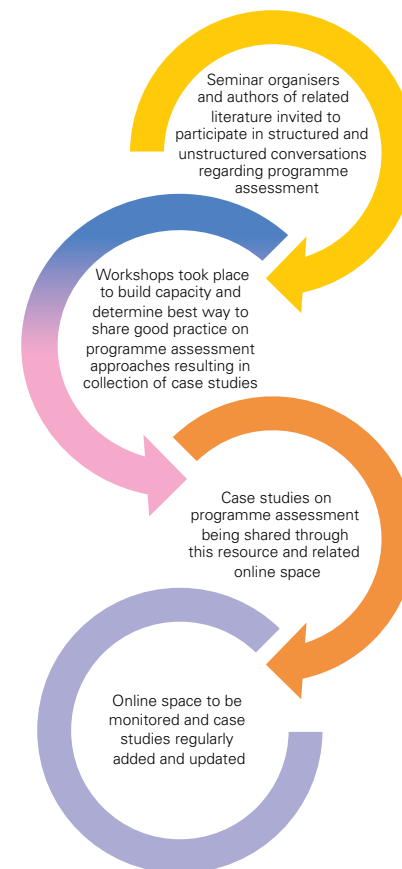 Seminar organisers
and authors of related
literature invited to
participate in structured and
unstructured conversations
regarding programme
assessment
Workshops took place
to build capacity and
determine best way to
share good practice on
programme assessment
approaches resulting in
collection of case studies
Case studies on
programme assessment
being shared through
this resource and related
online space
Online space to be
monitored and case
studies regularly
added and updated